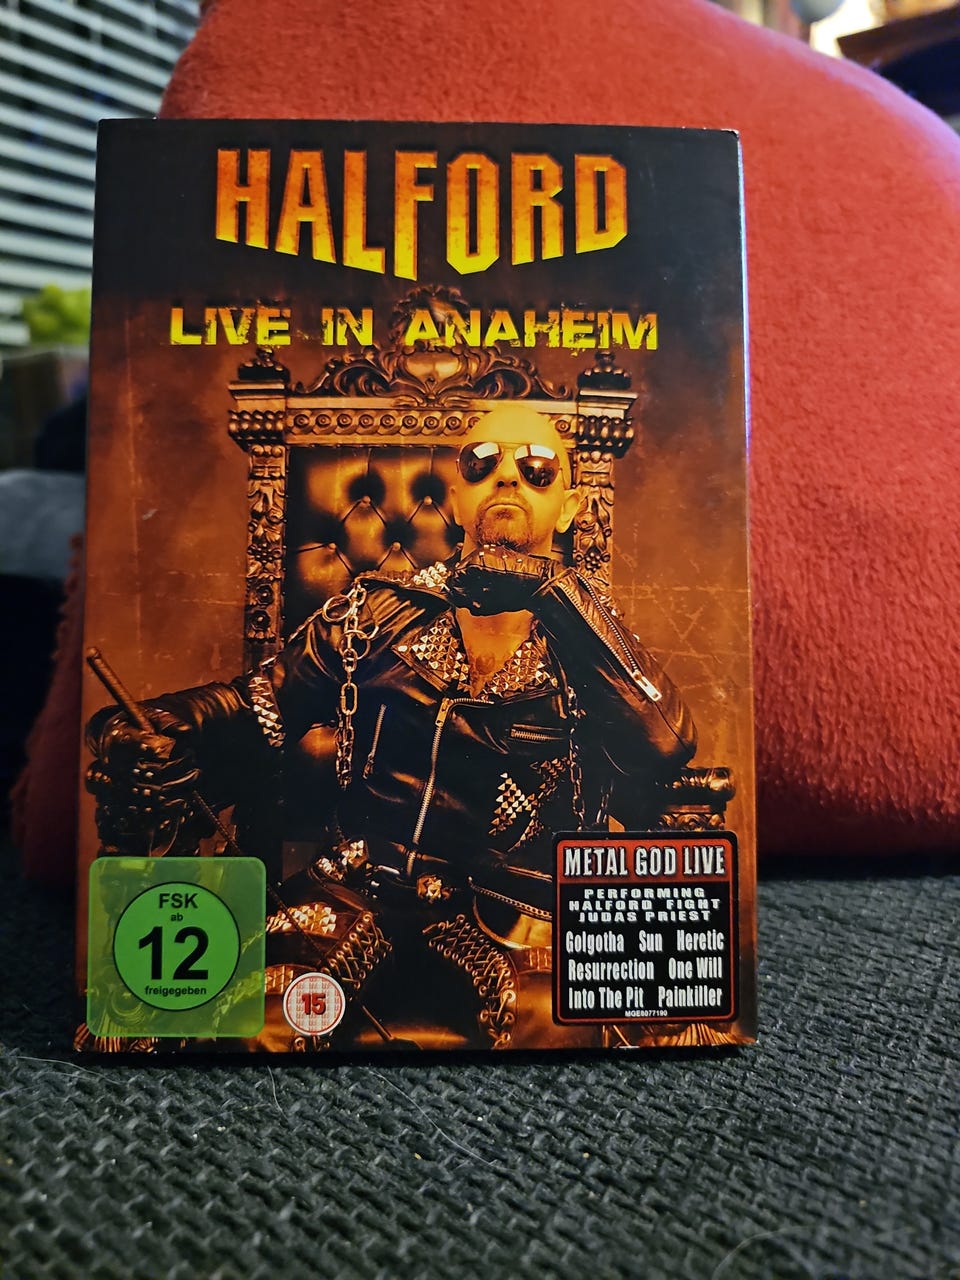 HALFORD
LIVE IN ANAHEIM
METAL GOD LIVE
PERFORMING
HALFORD FIGHT
JUDAS PRIEST
Golgotha Sun Heretic
Resurrection One Will
Into The Pit Painkiller
MGE8077190
FSK
ab
12
freigegeben
15